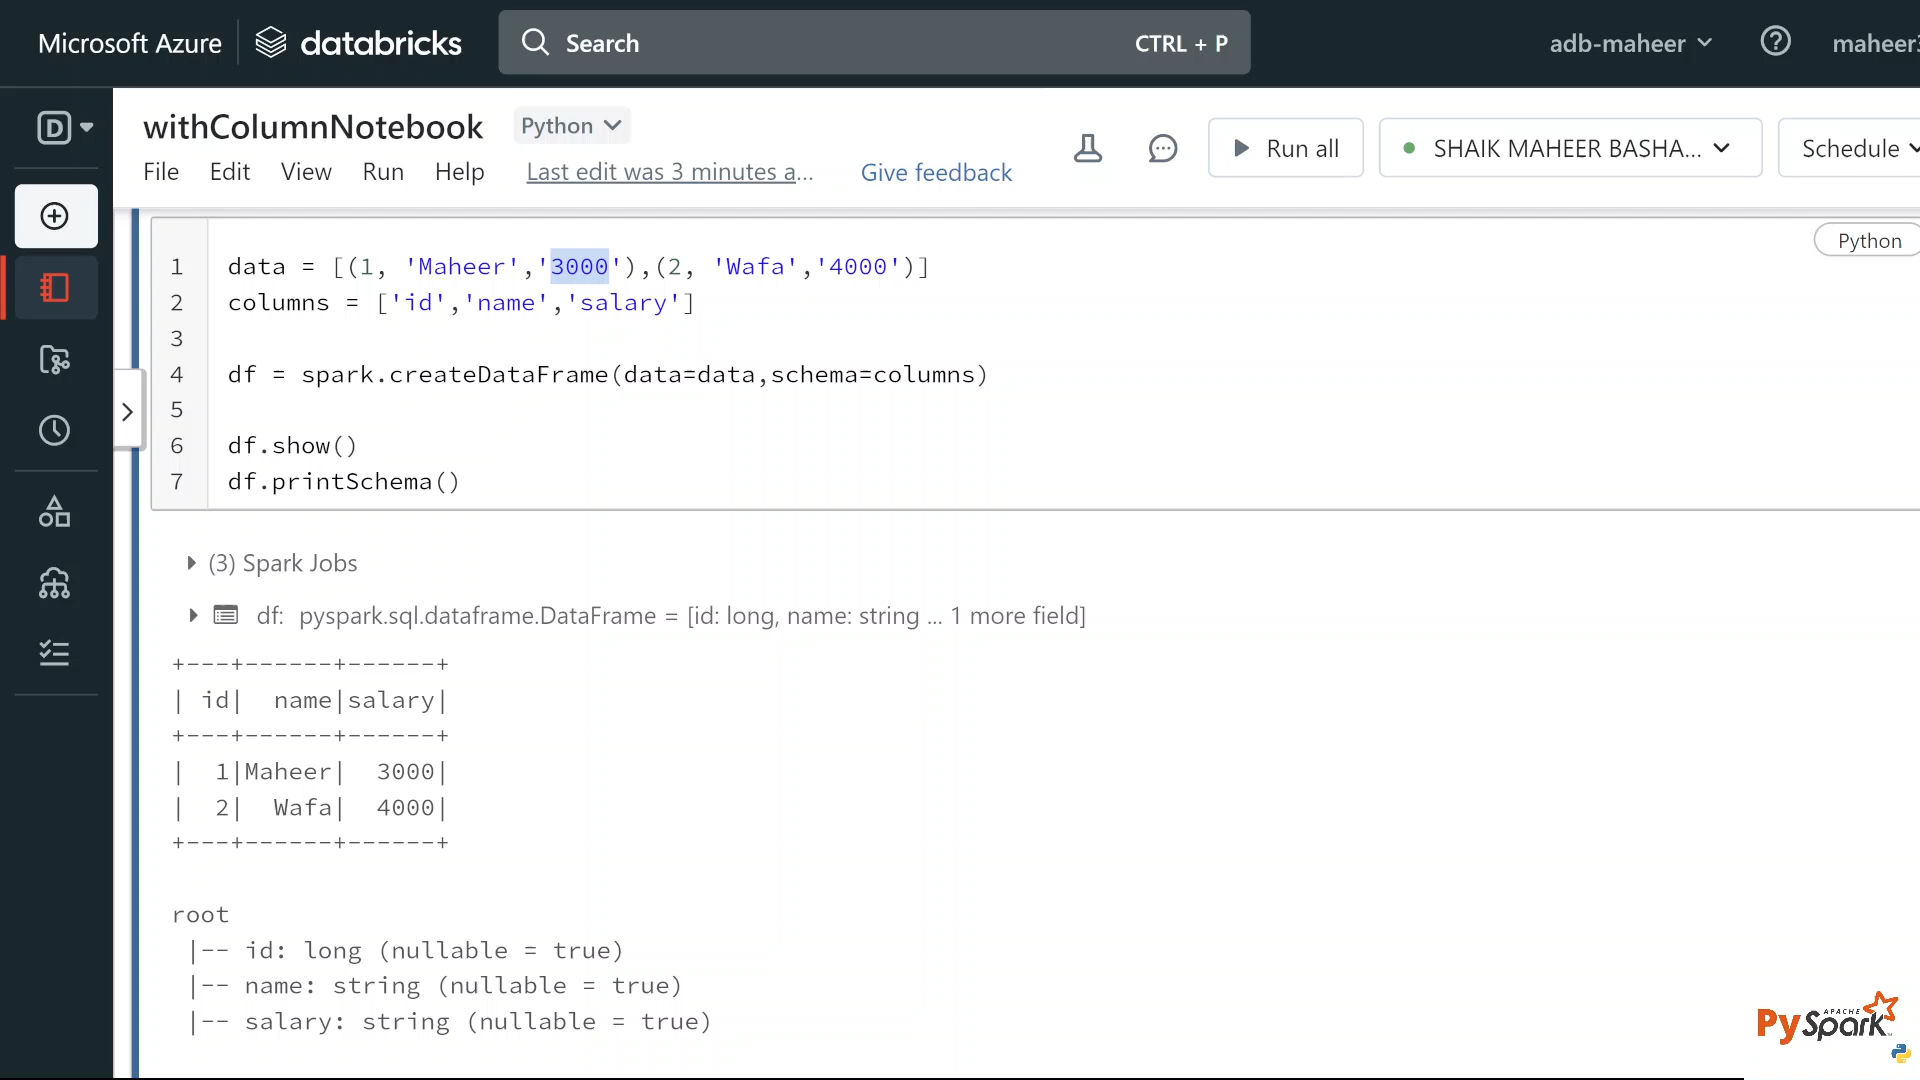 Microsoft Azure databricks Search CTRL + P adb-maheer maheer3
D withColumnNotebook Python
File Edit View Run Help Last edit was 3 minutes a... Give feedback Run all SHAIK MAHEER BASHA... Schedule
Python
1 data = [(1, 'Maheer','3000'),(2, 'Wafa','4000')]
2 columns = ['id','name','salary']
3
4 df = spark.createDataFrame(data=data,schema=columns)
5
6 df.show()
7 df.printSchema()
(3) Spark Jobs
df: pyspark.sql.dataframe.DataFrame = [id: long, name: string ... 1 more field]
+---+------+------+
| id|  name|salary|
+---+------+------+
|  1|Maheer|  3000|
|  2|  Wafa|  4000|
+---+------+------+
root
|-- id: long (nullable = true)
|-- name: string (nullable = true)
|-- salary: string (nullable = true)
APACHE
PySpark